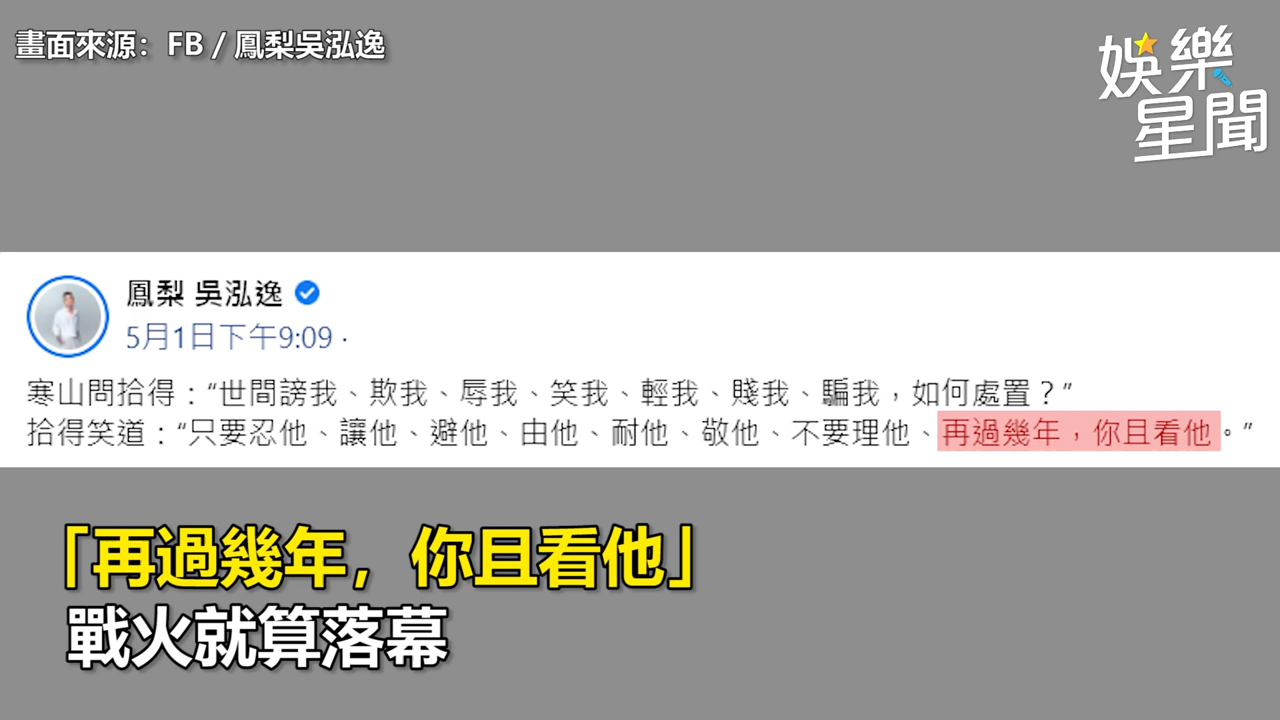 畫面來源：FB / 鳳梨吳泓逸
娛樂
星聞
鳳梨 吳泓逸
5月1日下午9:09 ·
寒山問拾得：“世間謗我、欺我、辱我、笑我、輕我、賤我、騙我，如何處置？”
拾得笑道：“只要忍他、讓他、避他、由他、耐他、敬他、不要理他、再過幾年，你且看他。”
「再過幾年，你且看他」
戰火就算落幕